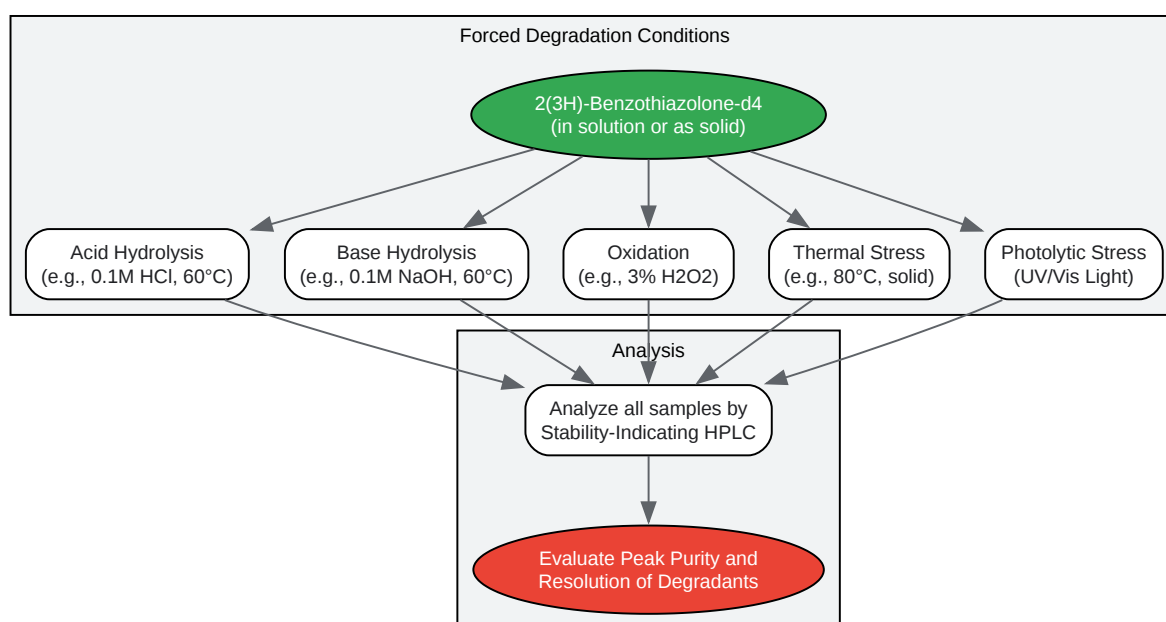 Forced Degradation Conditions
2(3H)-Benzothiazolone-d4
(in solution or as solid)
Acid Hydrolysis
(e.g., 0.1M HCl, 60°C)
Base Hydrolysis
(e.g., 0.1M NaOH, 60°C)
Oxidation
(e.g., 3% H2O2)
Thermal Stress
(e.g., 80°C, solid)
Photolytic Stress
(UV/Vis Light)
Analysis
Analyze all samples by
Stability-Indicating HPLC
Evaluate Peak Purity and
Resolution of Degradants